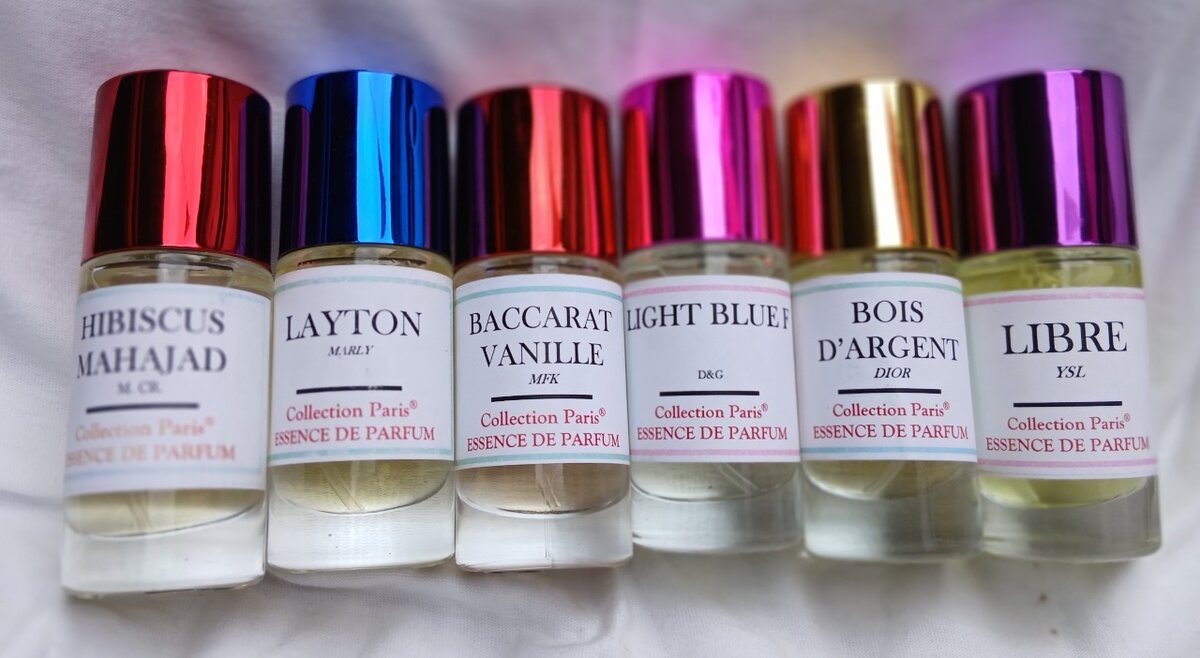 HIBISCUS
MAHAJAD
M. CR.
Collection Paris®
ESSENCE DE PARFUM
LAYTON
MARLY
Collection Paris®
ESSENCE DE PARFUM
BACCARAT
VANILLE
MFK
Collection Paris®
ESSENCE DE PARFUM
LIGHT BLUE F
D&G
Collection Paris®
ESSENCE DE PARFUM
BOIS
D'ARGENT
DIOR
Collection Paris®
ESSENCE DE PARFUM
LIBRE
YSL
Collection Paris®
ESSENCE DE PARFUM